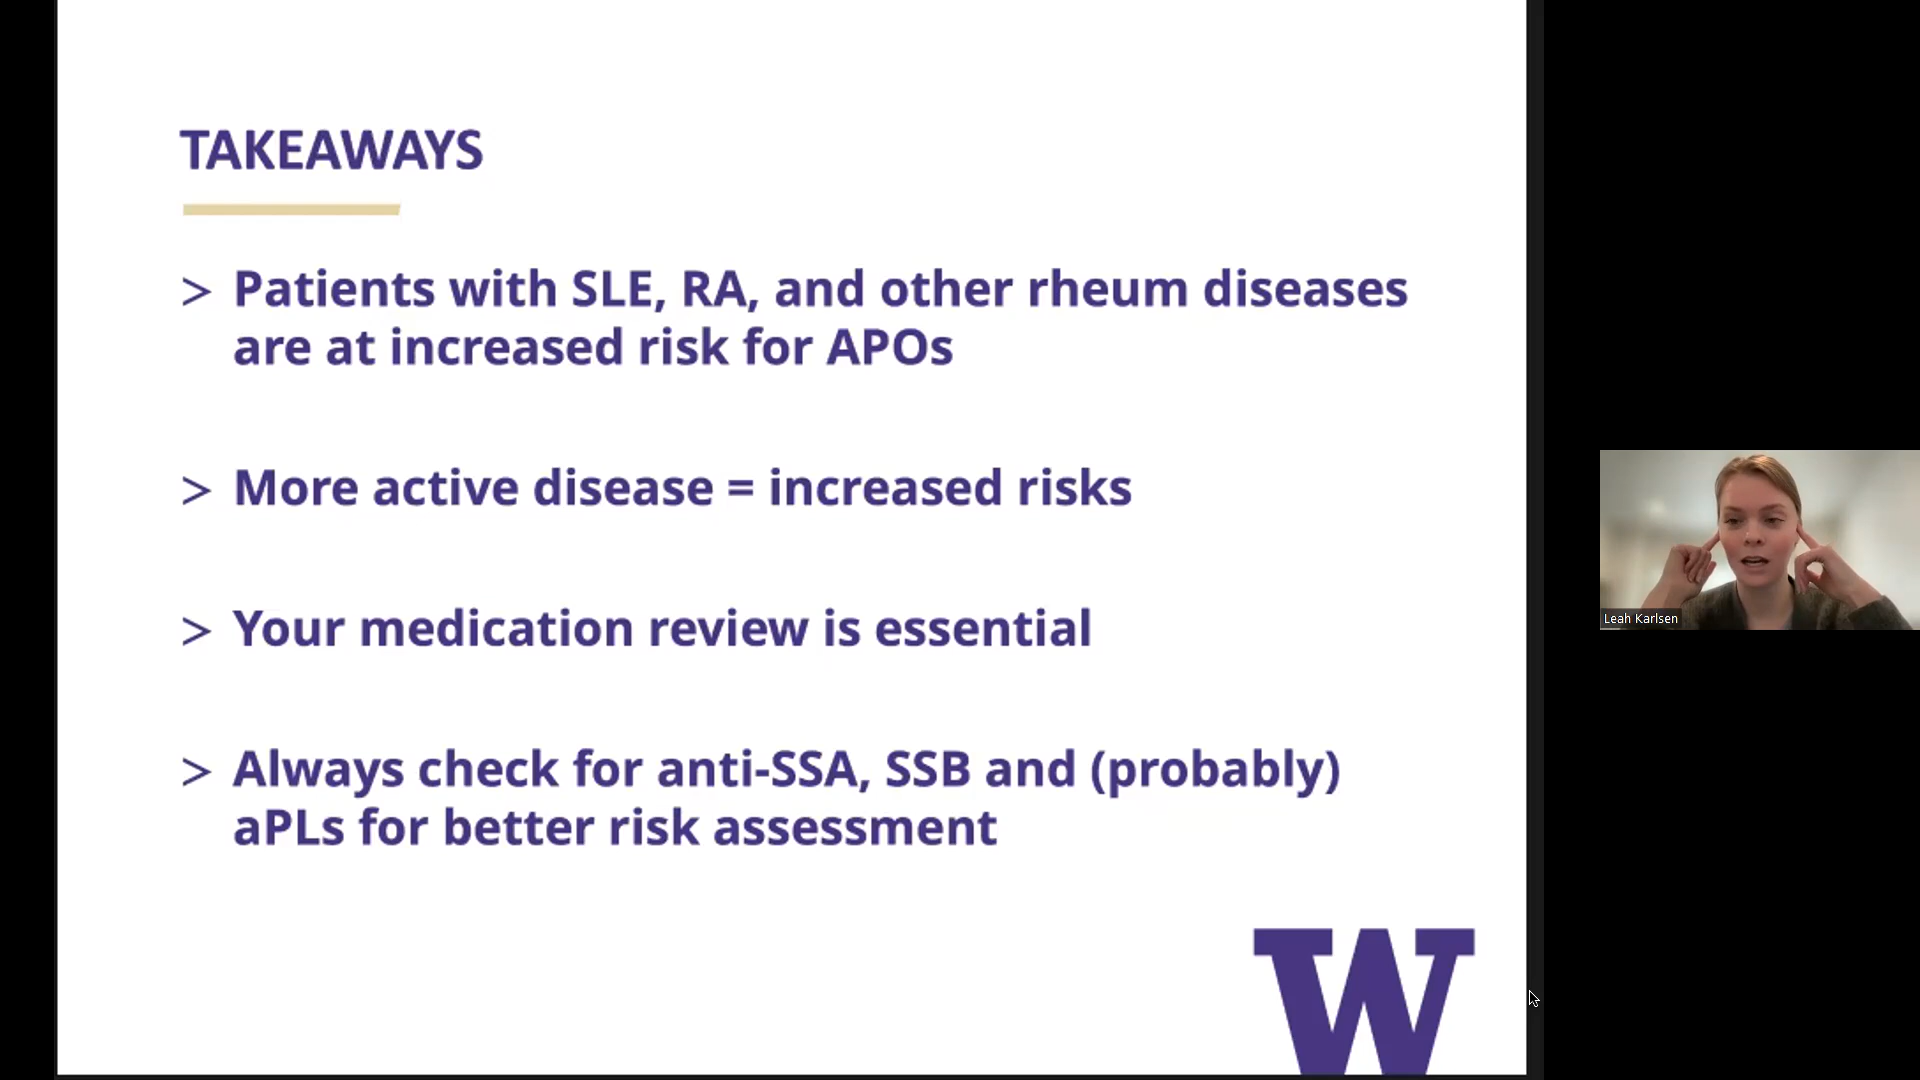 TAKEAWAYS
> Patients with SLE, RA, and other rheum diseases
are at increased risk for APOs
> More active disease = increased risks
> Your medication review is essential
> Always check for anti-SSA, SSB and (probably)
aPLs for better risk assessment
W
Leah Karlsen